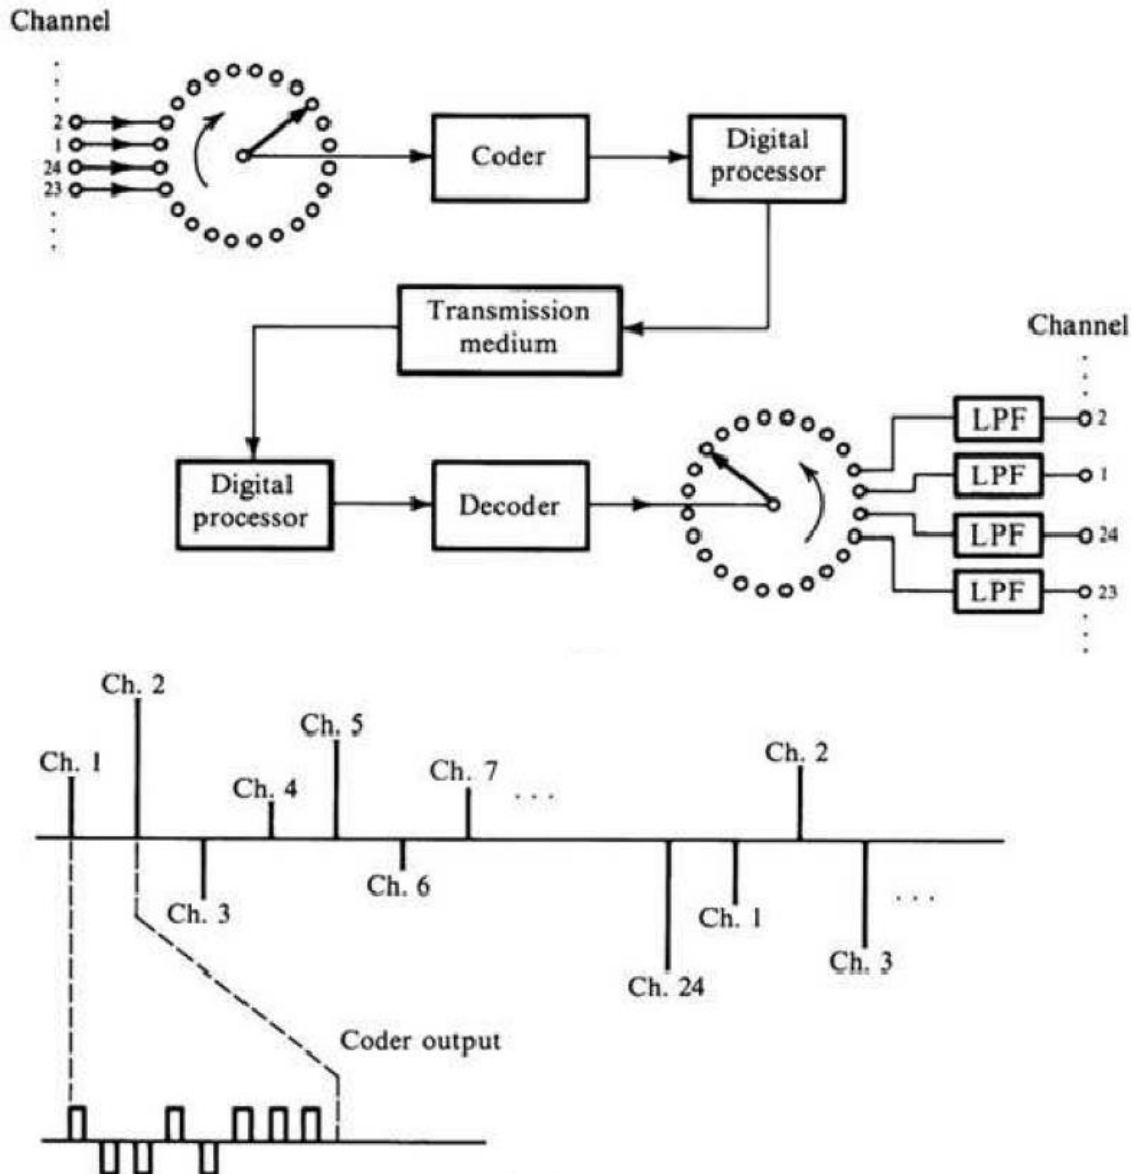 Channel
2
1
24
23
Coder
Digital
processor
Transmission
medium
Channel
LPF
2
LPF
1
LPF
24
LPF
23
Digital
processor
Decoder
Ch. 2
Ch. 5
Ch. 1
Ch. 7
Ch. 2
Ch. 4
. . .
Ch. 6
Ch. 3
Ch. 1
. . .
Ch. 3
Ch. 24
Coder output